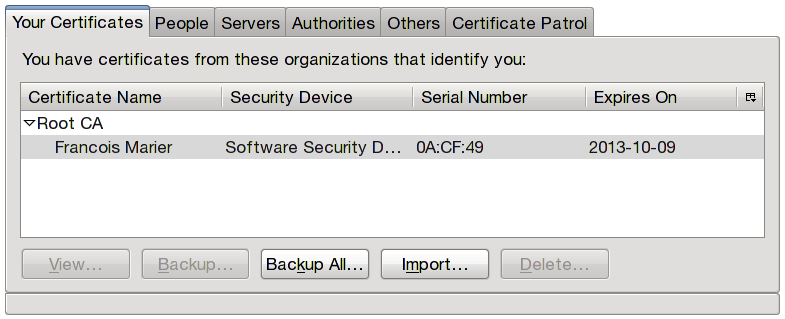 Your Certificates People Servers Authorities Others Certificate Patrol
You have certificates from these organizations that identify you:
Certificate Name Security Device Serial Number Expires On
Root CA
Francois Marier Software Security D... 0A:CF:49 2013-10-09
View... Backup... Backup All... Import... Delete...